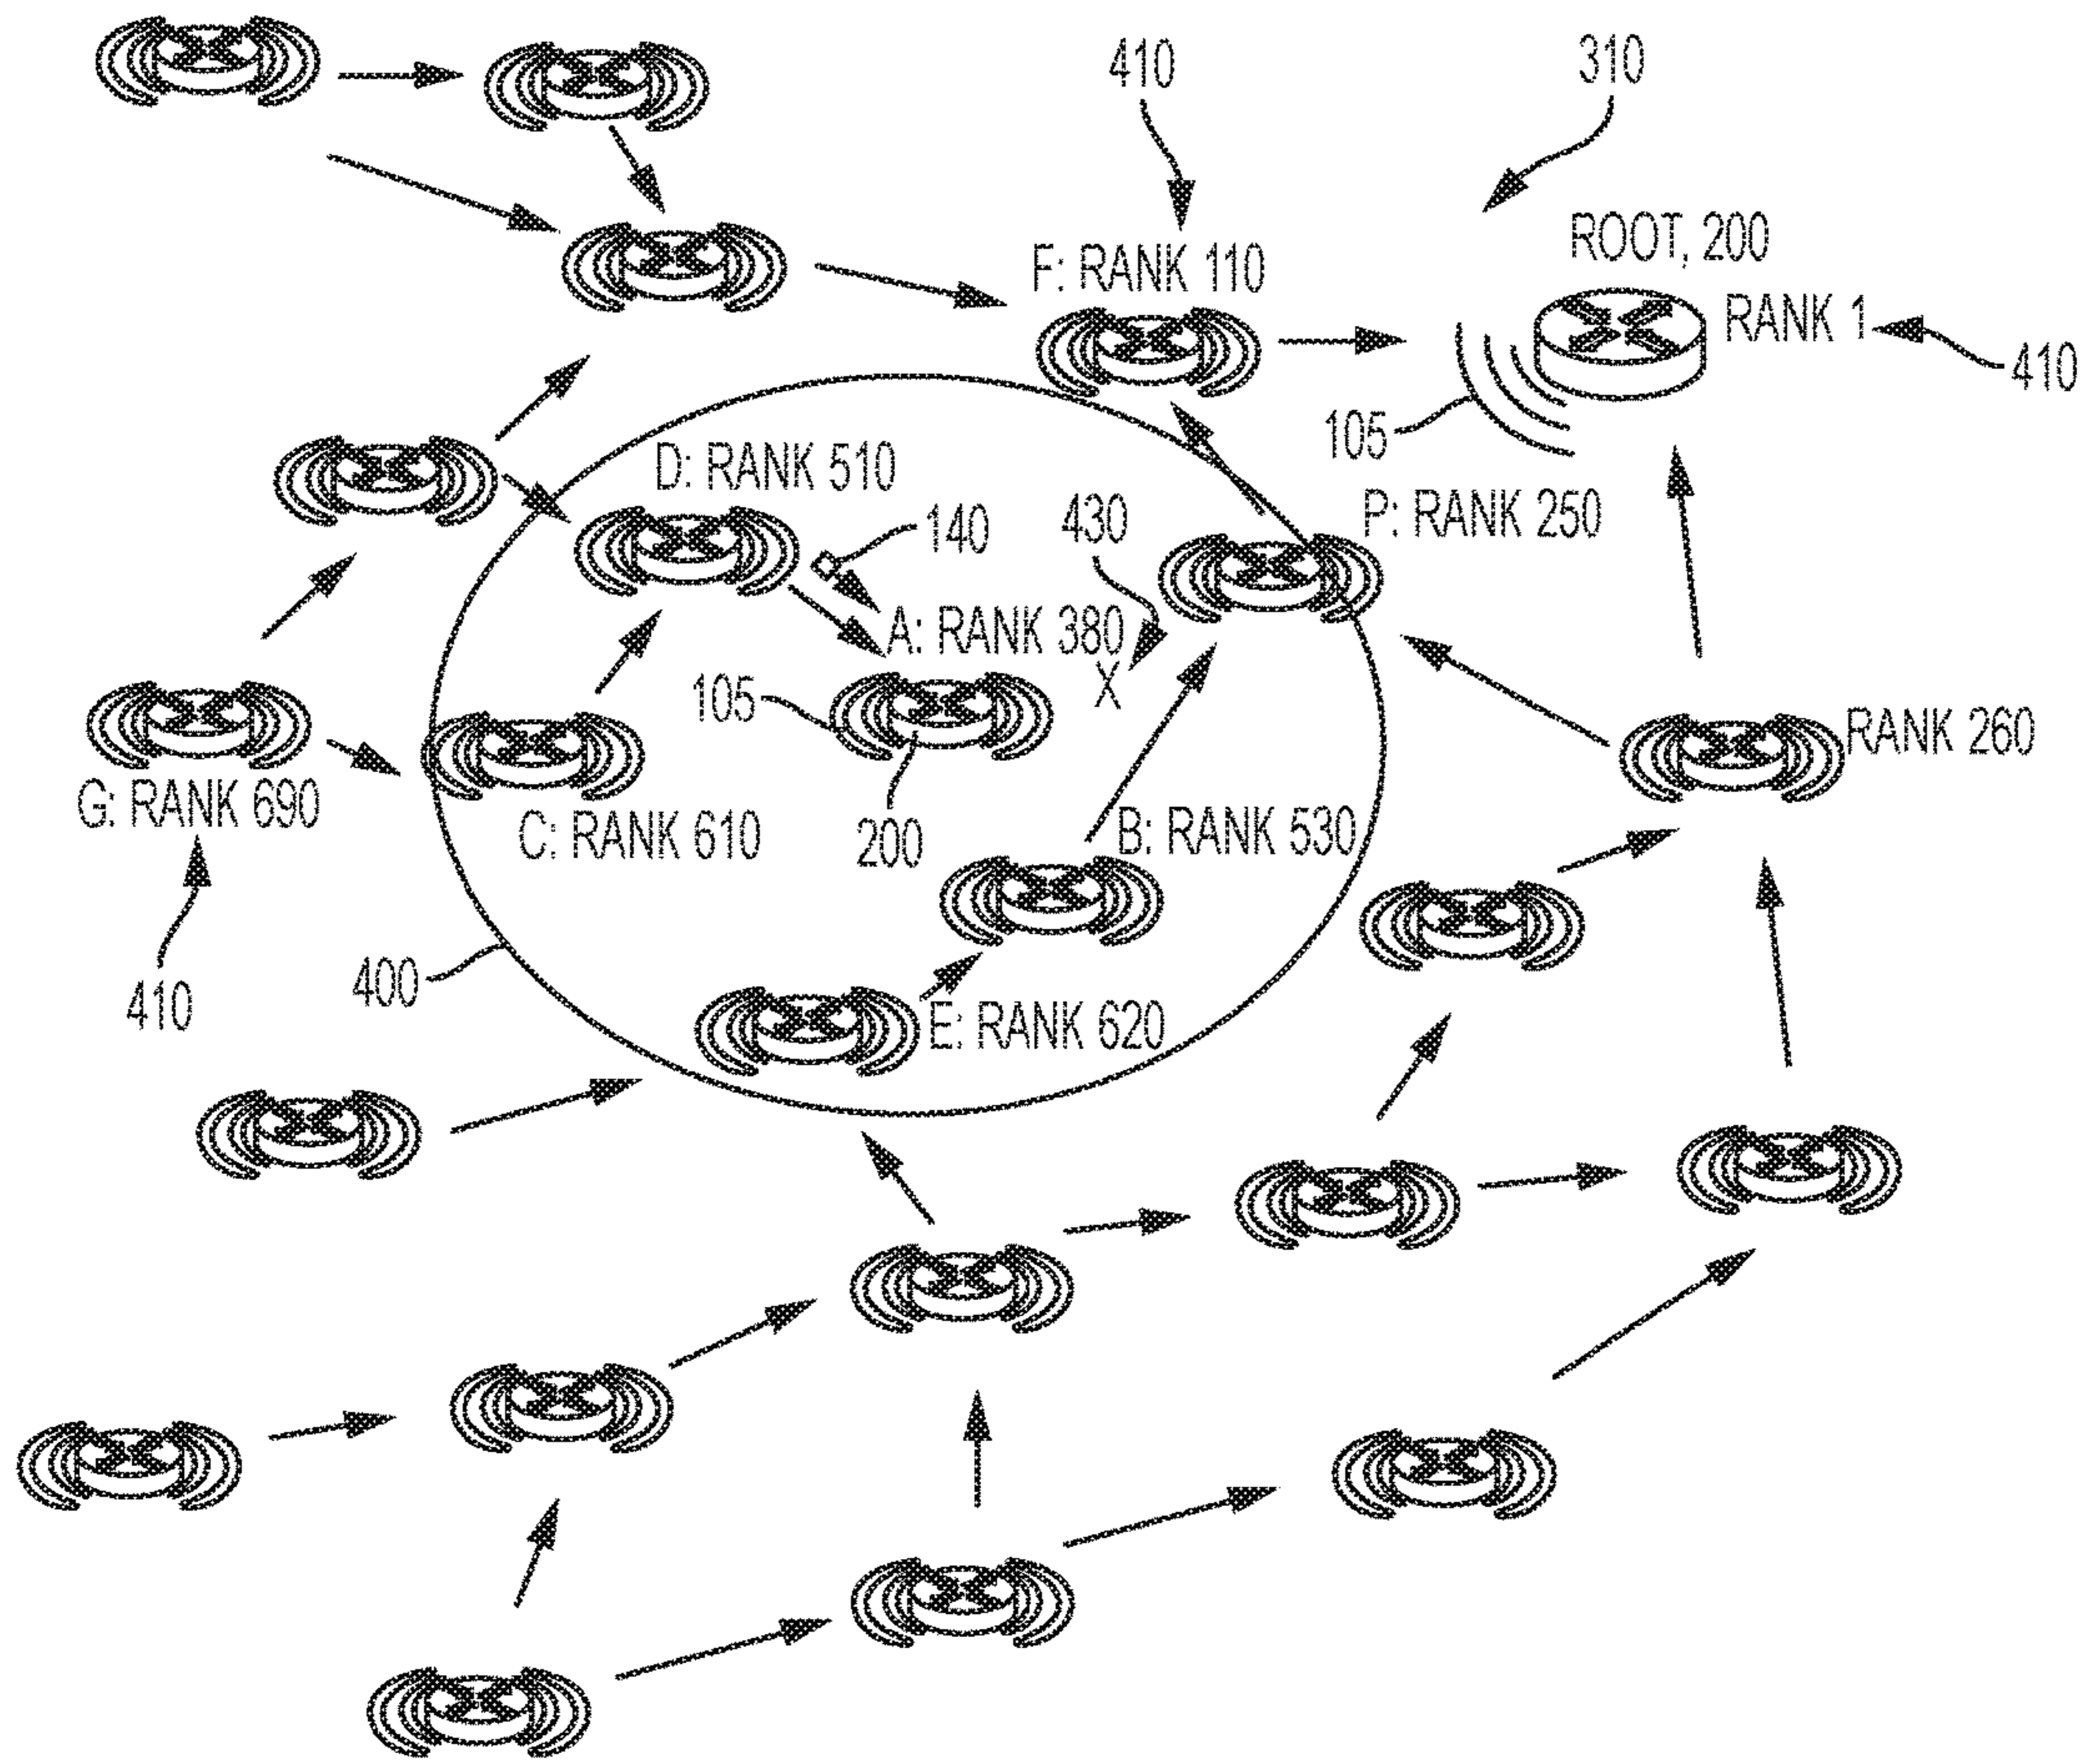 410
310
ROOT, 200
F: RANK 110
RANK 1
410
105
D: RANK 510
P: RANK 250
430
140
A: RANK 380
X
105
RANK 260
G: RANK 690
C: RANK 610
200
B: RANK 530
400
410
E: RANK 620